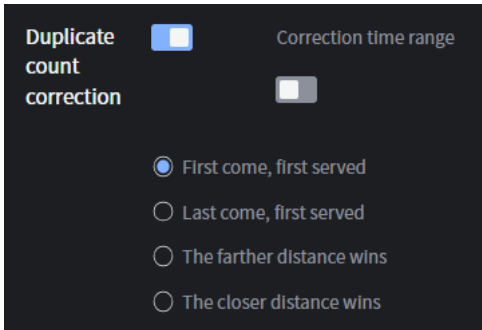 Duplicate
count
correction
Correction time range
First come, first served
Last come, first served
The farther distance wins
The closer distance wins